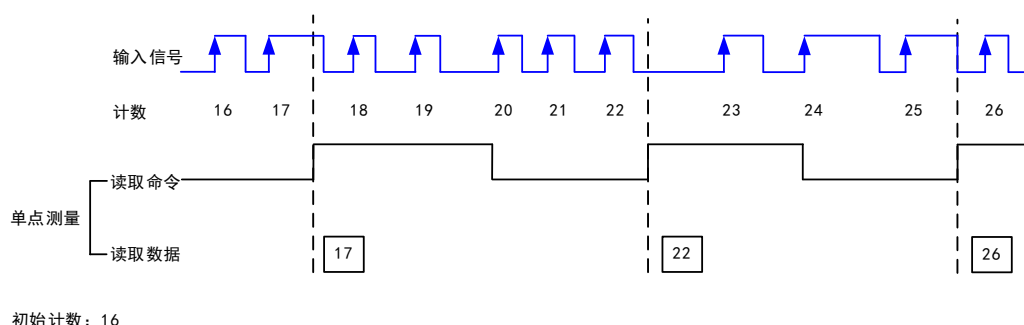 输入信号
计数 16 17 18 19 20 21 22 23 24 25 26
读取命令
单点测量
读取数据 17 22 26
初始计数：16